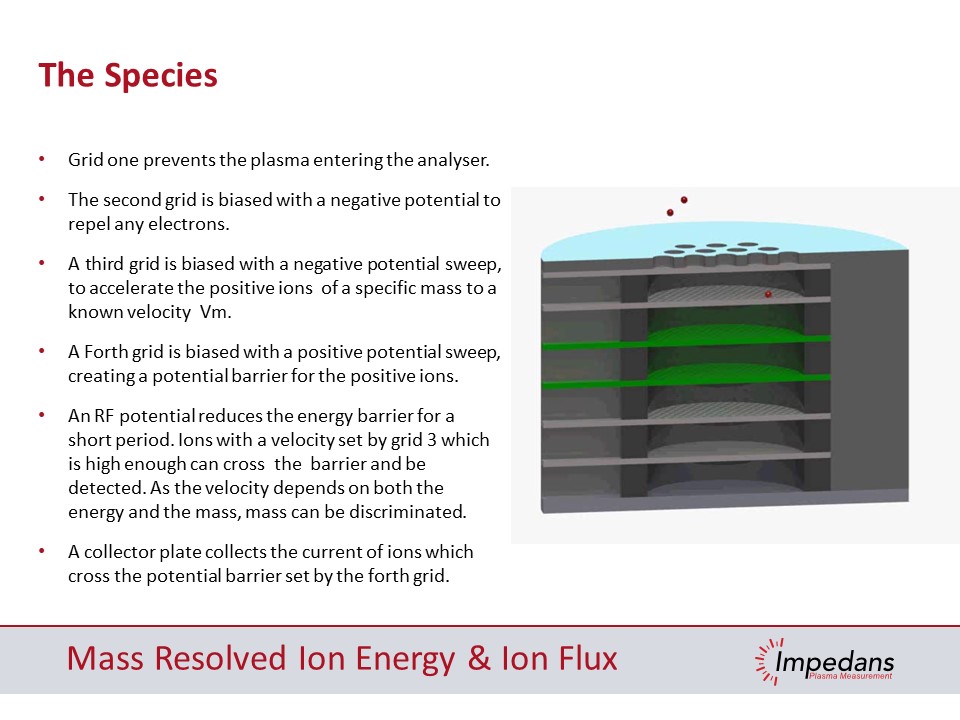 The Species
• Grid one prevents the plasma entering the analyser.
• The second grid is biased with a negative potential to
repel any electrons.
• A third grid is biased with a negative potential sweep,
to accelerate the positive ions of a specific mass to a
known velocity Vm.
• A Forth grid is biased with a positive potential sweep,
creating a potential barrier for the positive ions.
• An RF potential reduces the energy barrier for a
short period. Ions with a velocity set by grid 3 which
is high enough can cross the barrier and be
detected. As the velocity depends on both the
energy and the mass, mass can be discriminated.
• A collector plate collects the current of ions which
cross the potential barrier set by the forth grid.
Mass Resolved Ion Energy & Ion Flux
Impedans
Plasma Measurement